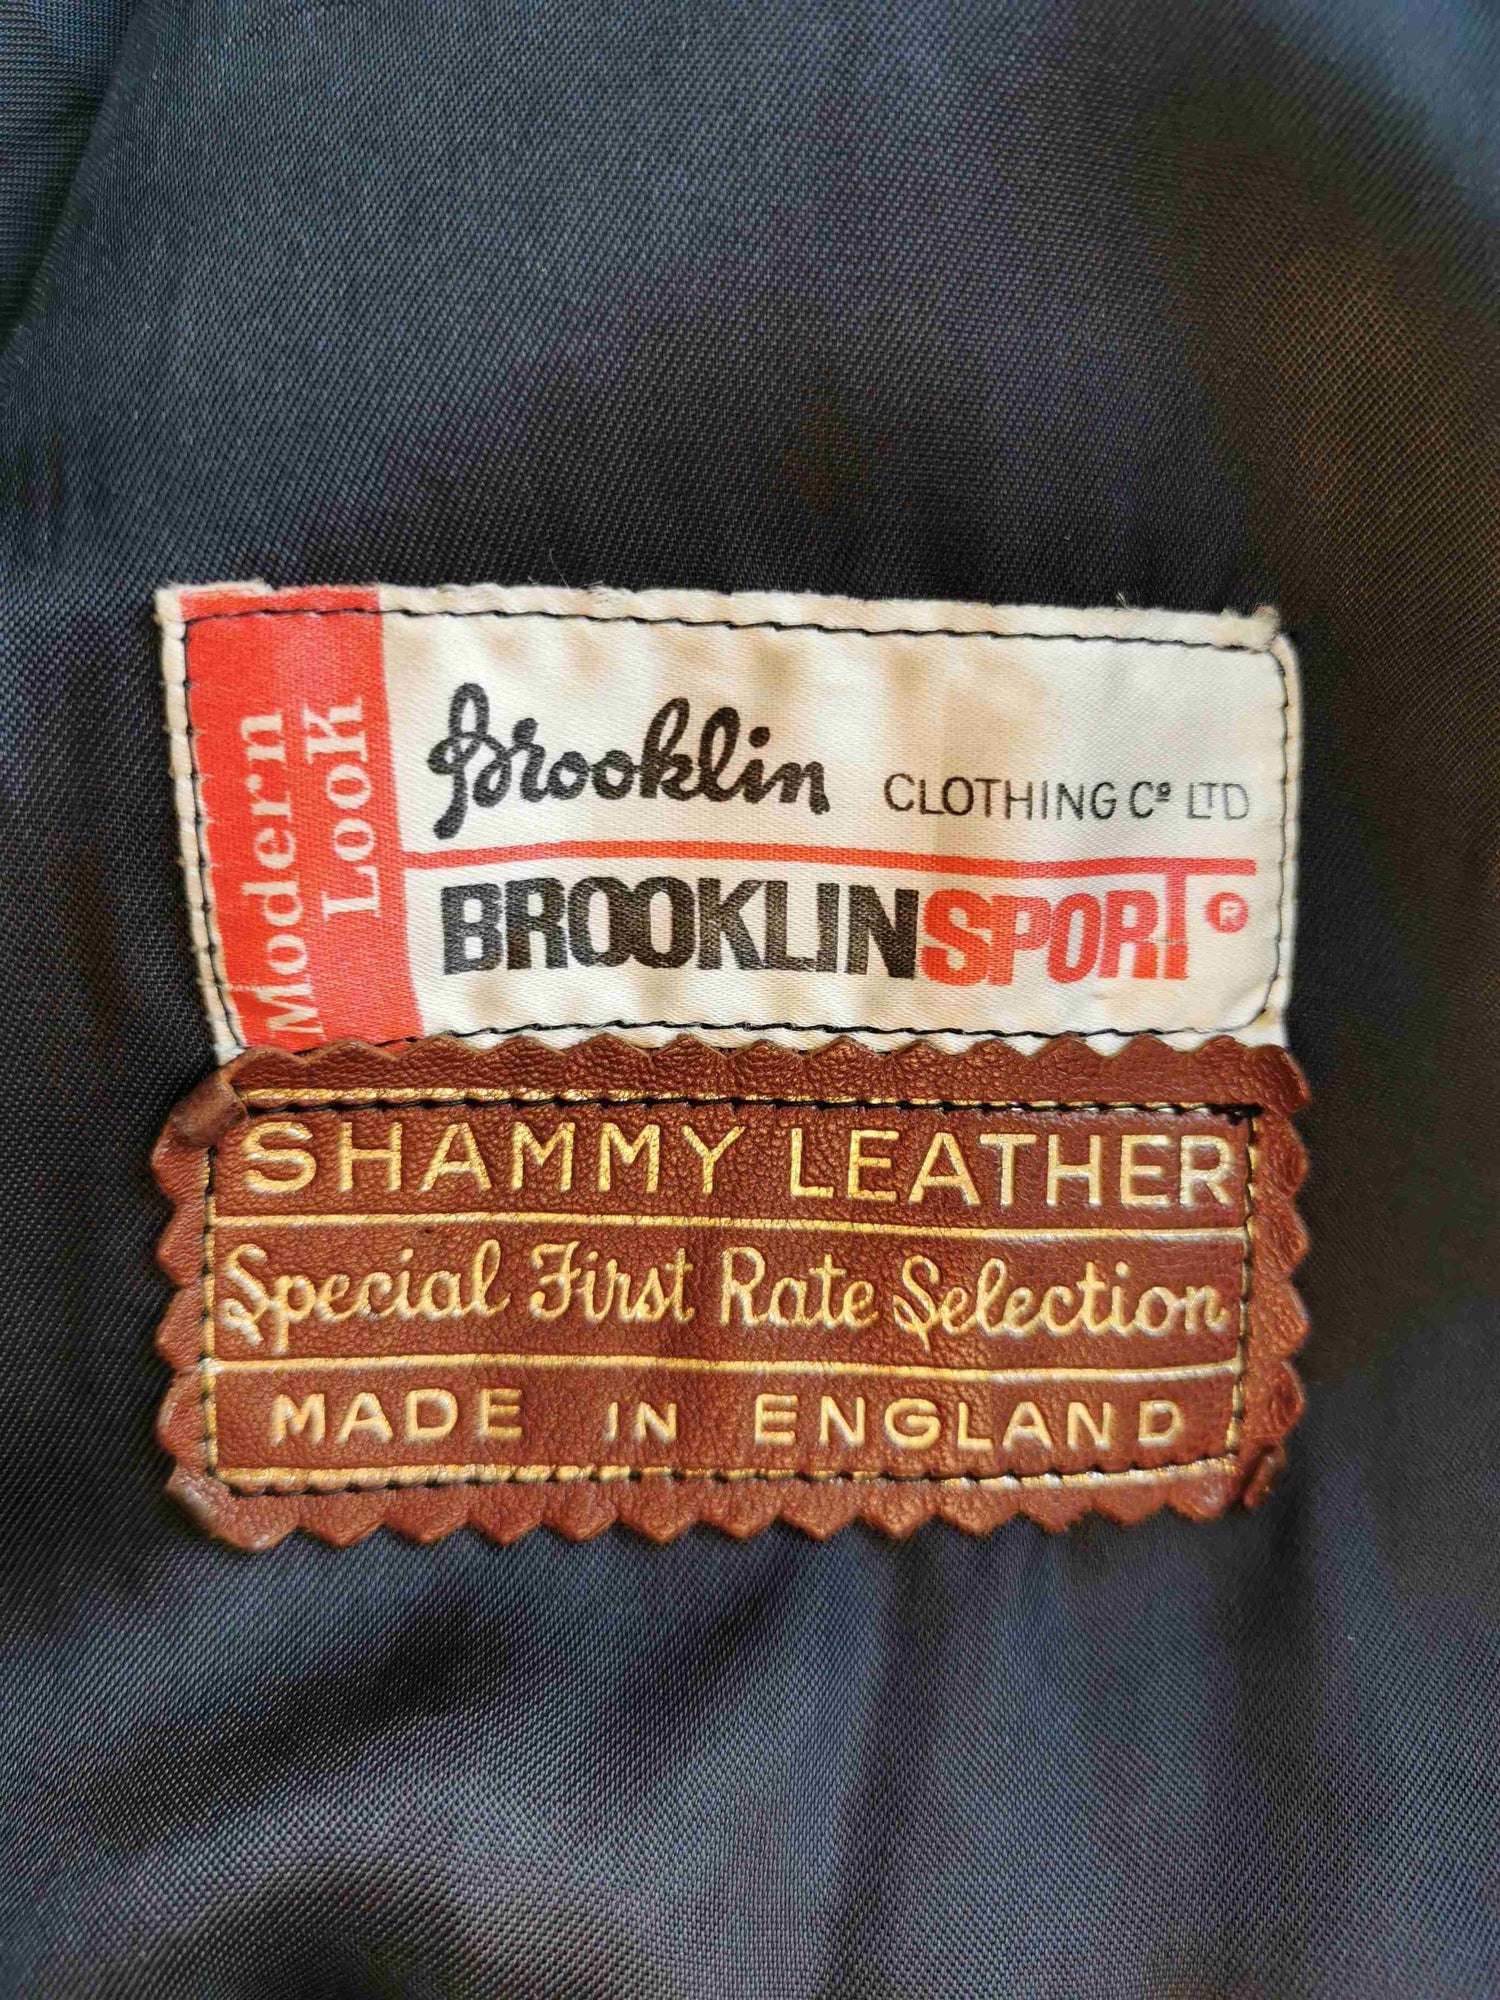 Modern
Look
Brooklin CLOTHING Cº LTD
BROOKLINSPORT ®
SHAMMY LEATHER
Special First Rate Selection
MADE IN ENGLAND